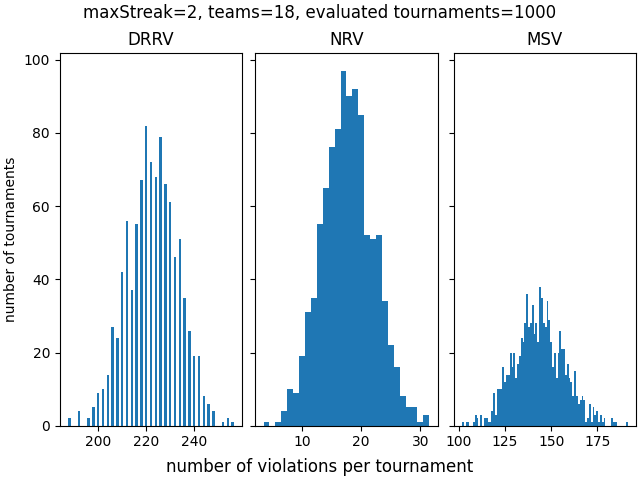 maxStreak=2, teams=18, evaluated tournaments=1000
DRRV
NRV
MSV
100
80
60
40
20
0
number of tournaments
200
220
240
10
20
30
100
125
150
175
number of violations per tournament